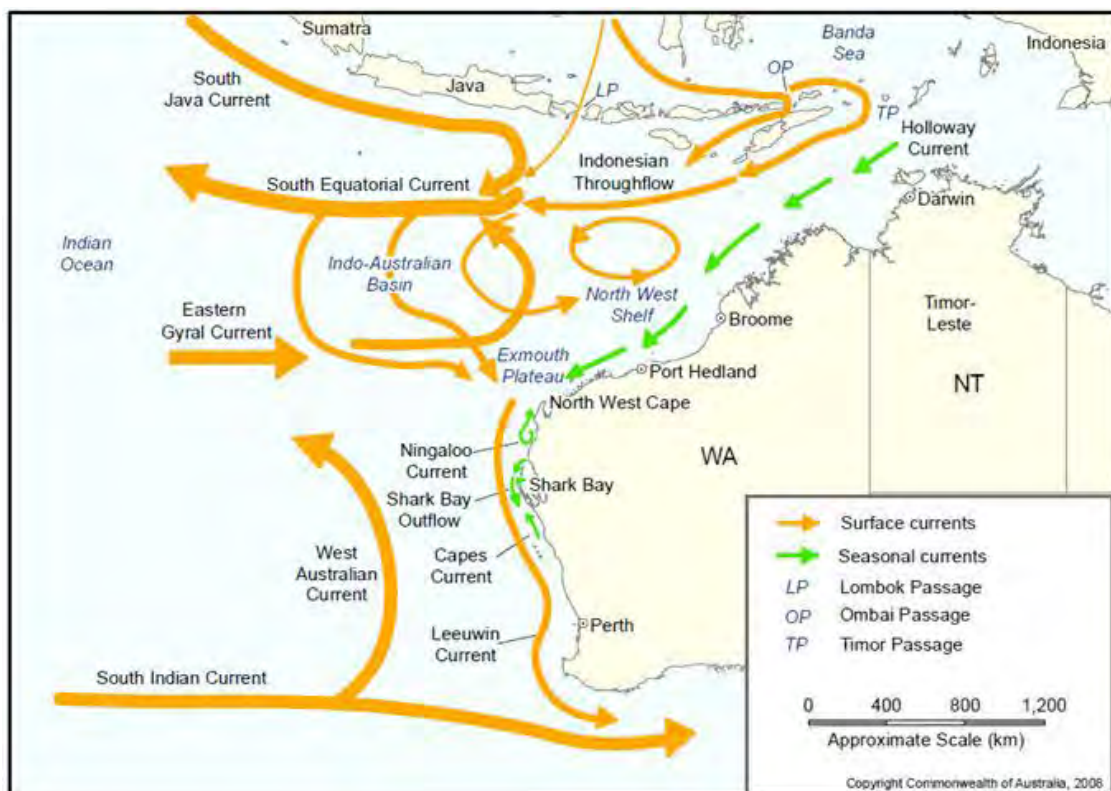 Sumatra
Banda
Sea
Indonesia
South
Java Current
Java
LP
OP
TP
Holloway
Current
Indonesian
Throughflow
South Equatorial Current
Darwin
Indian
Ocean
Indo-Australian
Basin
North West
Shelf
Eastern
Gyral Current
Broome
Timor-
Leste
Exmouth
Plateau
Port Hedland
NT
North West Cape
Ningaloo
Current
WA
Shark Bay
Shark Bay
Outflow
West
Australian
Current
Capes
Current
Perth
Leeuwin
Current
South Indian Current
Surface currents
Seasonal currents
LP Lombok Passage
OP Ombai Passage
TP Timor Passage
0 400 800 1,200
Approximate Scale (km)
Copyright Commonwealth of Australia, 2008